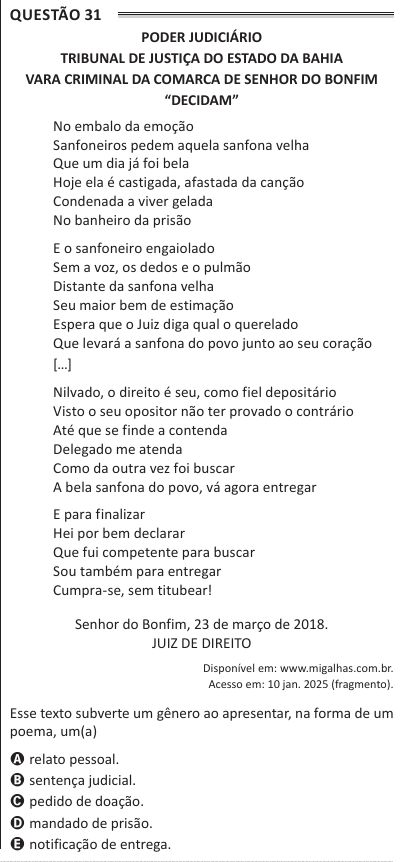 QUESTÃO 31
PODER JUDICIÁRIO
TRIBUNAL DE JUSTIÇA DO ESTADO DA BAHIA
VARA CRIMINAL DA COMARCA DE SENHOR DO BONFIM
“DECIDAM”
No embalo da emoção
Sanfoneiros pedem aquela sanfona velha
Que um dia já foi bela
Hoje ela é castigada, afastada da canção
Condenada a viver gelada
No banheiro da prisão
E o sanfoneiro engaiolado
Sem a voz, os dedos e o pulmão
Distante da sanfona velha
Seu maior bem de estimação
Espera que o Juiz diga qual o querelado
Que levará a sanfona do povo junto ao seu coração
[...]
Nilvado, o direito é seu, como fiel depositário
Visto o seu opositor não ter provado o contrário
Até que se finde a contenda
Delegado me atenda
Como da outra vez foi buscar
A bela sanfona do povo, vá agora entregar
E para finalizar
Hei por bem declarar
Que fui competente para buscar
Sou também para entregar
Cumpra-se, sem titubear!
Senhor do Bonfim, 23 de março de 2018.
JUIZ DE DIREITO
Disponível em: www.migalhas.com.br.
Acesso em: 10 jan. 2025 (fragmento).
Esse texto subverte um gênero ao apresentar, na forma de um
poema, um(a)
A relato pessoal.
B sentença judicial.
C pedido de doação.
D mandado de prisão.
E notificação de entrega.